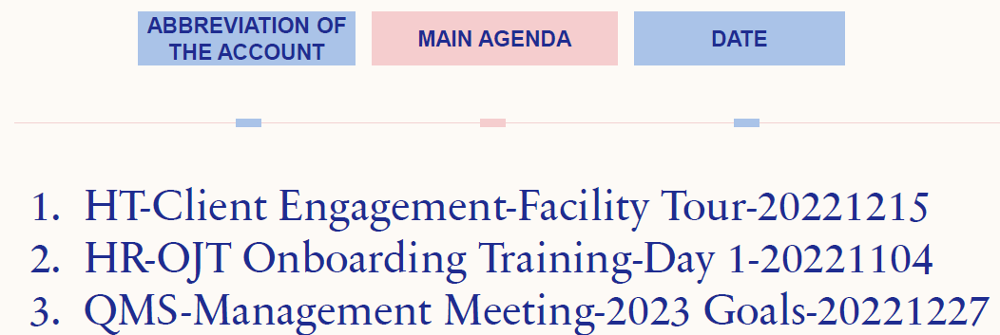 ABBREVIATION OF
THE ACCOUNT
MAIN AGENDA
DATE
1. HT-Client Engagement-Facility Tour-20221215
2. HR-OJT Onboarding Training-Day 1-20221104
3. QMS-Management Meeting-2023 Goals-20221227